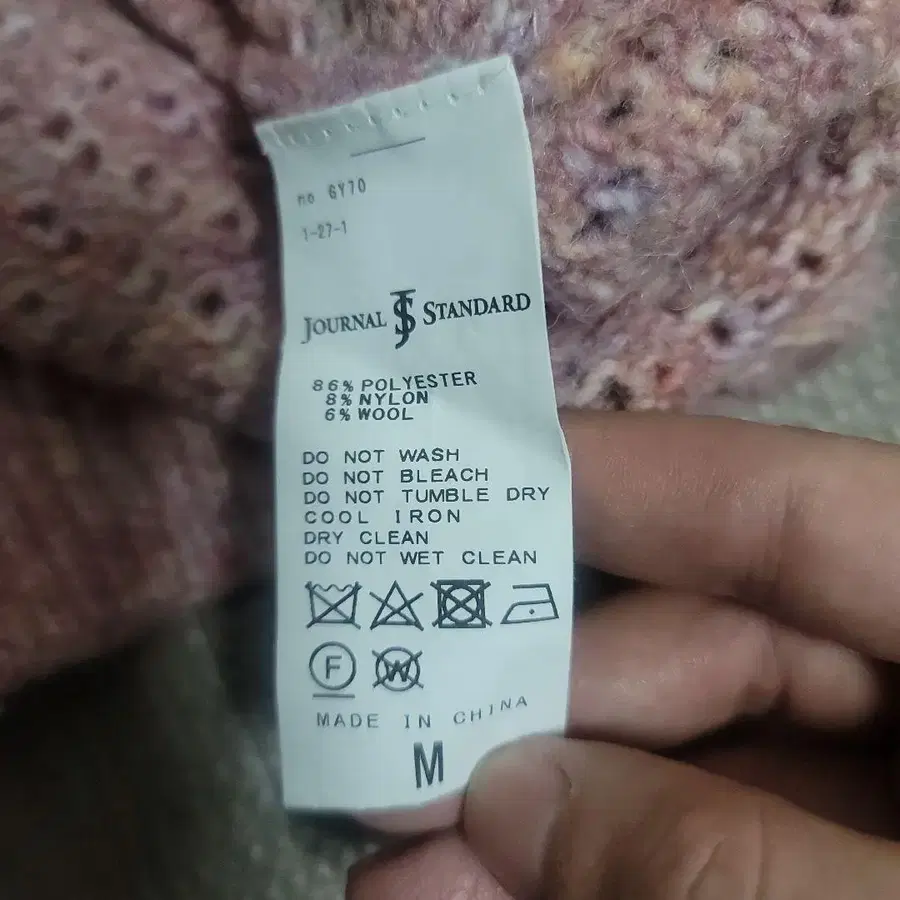 no GY70
1-27-1
JOURNAL JS STANDARD
86% POLYESTER
8% NYLON
6% WOOL
DO NOT WASH
DO NOT BLEACH
DO NOT TUMBLE DRY
COOL IRON
DRY CLEAN
DO NOT WET CLEAN
F W
MADE IN CHINA
M